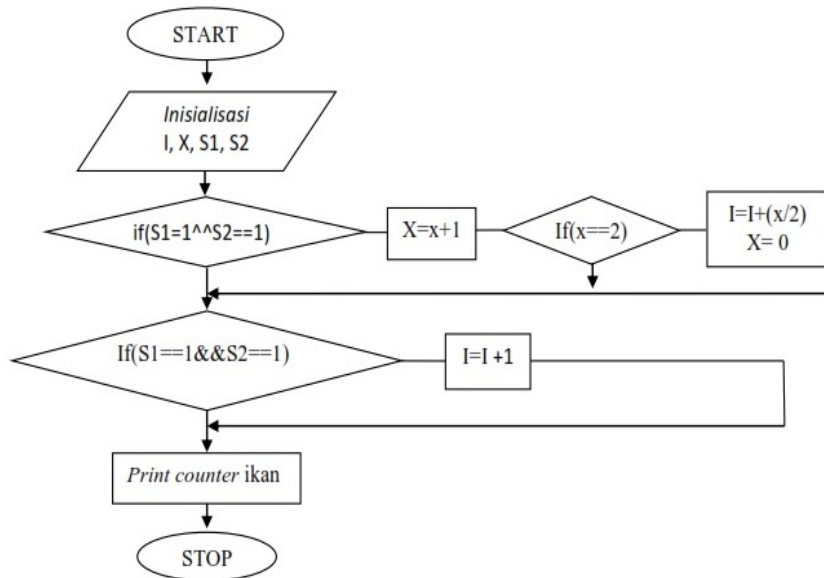 START
Inisialisasi
I, X, S1, S2
if(S1=1^^S2==1)
X=x+1
If(x==2)
I=I+(x/2)
X= 0
If(S1==1&&S2==1)
I=I +1
Print counter ikan
STOP